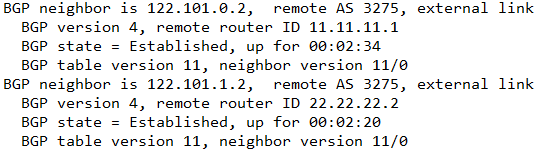 BGP neighbor is 122.101.0.2,  remote AS 3275, external link
  BGP version 4, remote router ID 11.11.11.1
  BGP state = Established, up for 00:02:34
  BGP table version 11, neighbor version 11/0
BGP neighbor is 122.101.1.2,  remote AS 3275, external link
  BGP version 4, remote router ID 22.22.22.2
  BGP state = Established, up for 00:02:20
  BGP table version 11, neighbor version 11/0